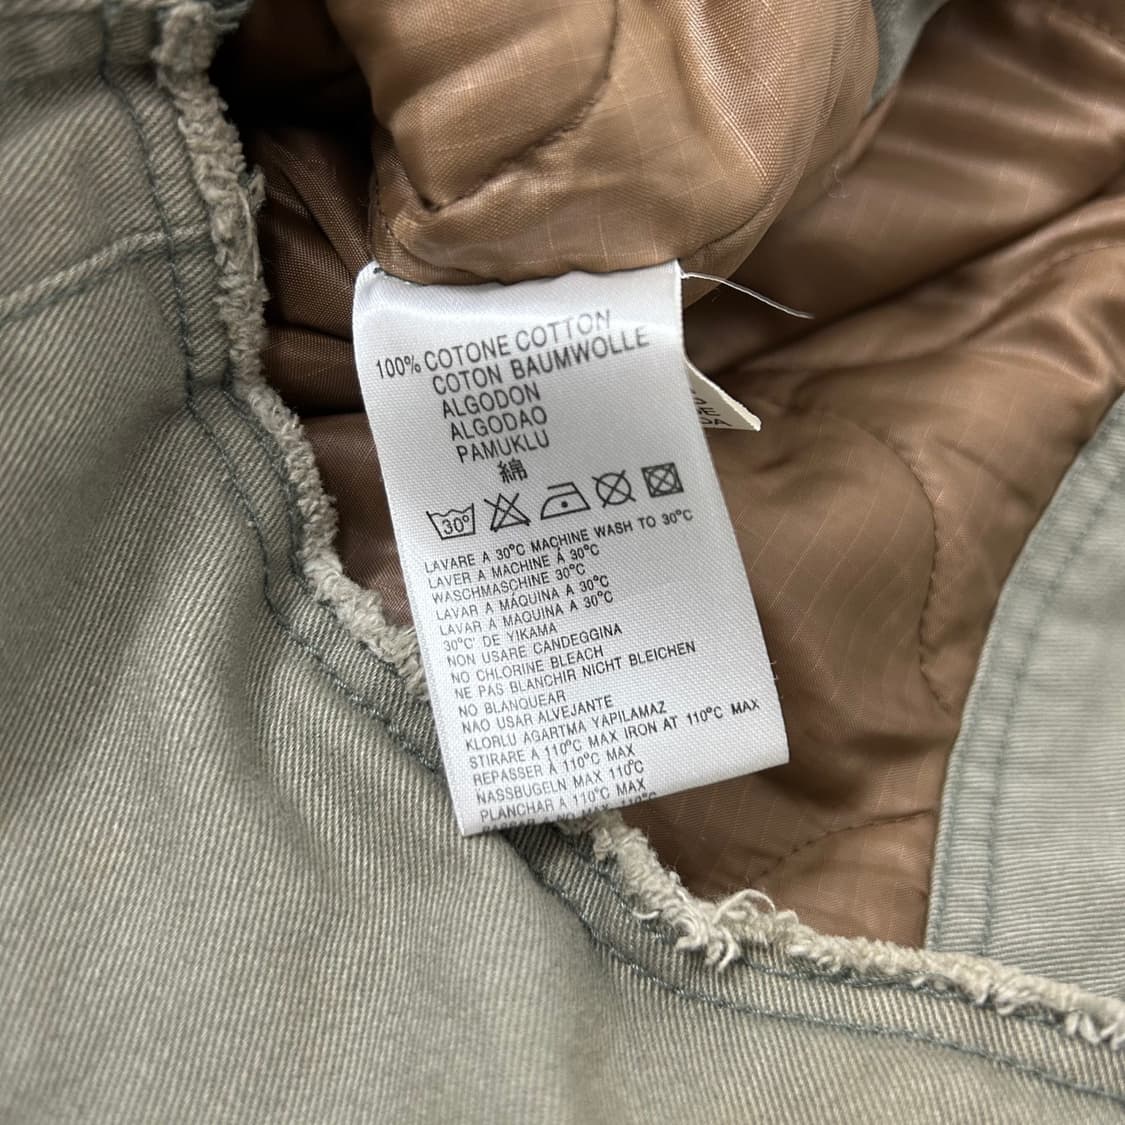 100% COTONE COTTON
COTON BAUMWOLLE
ALGODON
ALGODAO
PAMUKLU
綿
30°
LAVARE A 30°C MACHINE WASH TO 30°C
LAVER A MACHINE Á 30°C
WASCHMASCHINE 30°C
LAVAR A MÁQUINA A 30°C
LAVAR A MAQUINA A 30°C
30°C' DE YIKAMA
NON USARE CANDEGGINA
NO CHLORINE BLEACH
NE PAS BLANCHIR NICHT BLEICHEN
NO BLANQUEAR
NAO USAR ALVEJANTE
KLORLU AGARTMA YAPILAMAZ
STIRARE A 110°C MAX IRON AT 110°C MAX
REPASSER À 110°C MAX
NASSBUGELN MAX 110°C
PLANCHAR A 110°C MAX
MAX 110°C